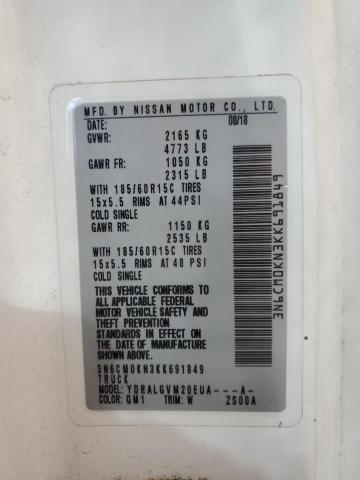 MFD. BY NISSAN MOTOR CO., LTD.
DATE: 08/18
GVWR: 2165 KG
4773 LB
GAWR FR: 1050 KG
2315 LB
WITH 185/60R15C TIRES
15x5.5 RIMS AT 44PSI
COLD SINGLE
GAWR RR: 1150 KG
2535 LB
WITH 185/60R15C TIRES
15x5.5 RIMS AT 48 PSI
COLD SINGLE
THIS VEHICLE CONFORMS TO
ALL APPLICABLE FEDERAL
MOTOR VEHICLE SAFETY
AND THEFT PREVENTION
STANDARDS IN EFFECT ON
THE DATE OF MANUFACTURE
SHOWN ABOVE.
3N6CM0KN3KK691849
TRUCK
MODEL: YDRALGVM20EUA---A-
COLOR: QM1 TRIM: W ZS00A
3N6CM0KN3KK691849